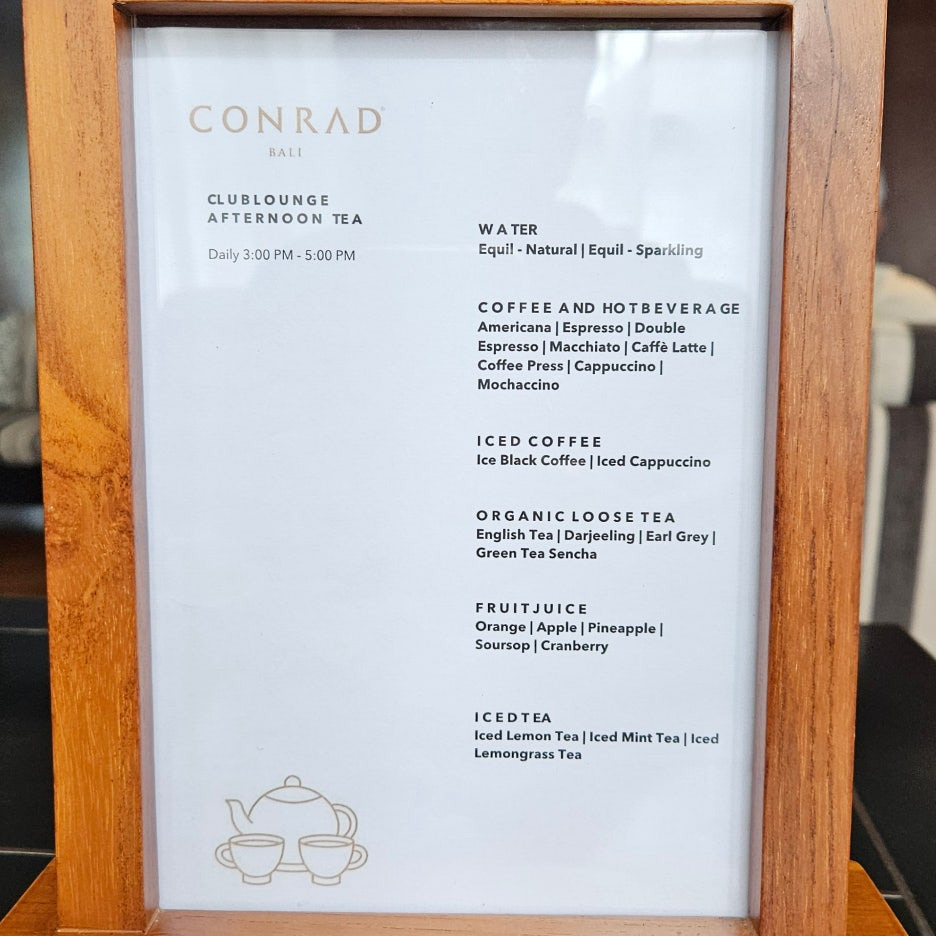 CONRAD
BALI
CLUBLOUNGE
AFTERNOON TEA
Daily 3:00 PM - 5:00 PM
WATER
Equil - Natural | Equil - Sparkling
COFFEE AND HOTBEVERAGE
Americana | Espresso | Double
Espresso | Macchiato | Caffè Latte |
Coffee Press | Cappuccino |
Mochaccino
ICED COFFEE
Ice Black Coffee | Iced Cappuccino
ORGANIC LOOSE TEA
English Tea | Darjeeling | Earl Grey |
Green Tea Sencha
FRUITJUICE
Orange | Apple | Pineapple |
Soursop | Cranberry
ICEDTEA
Iced Lemon Tea | Iced Mint Tea | Iced
Lemongrass Tea